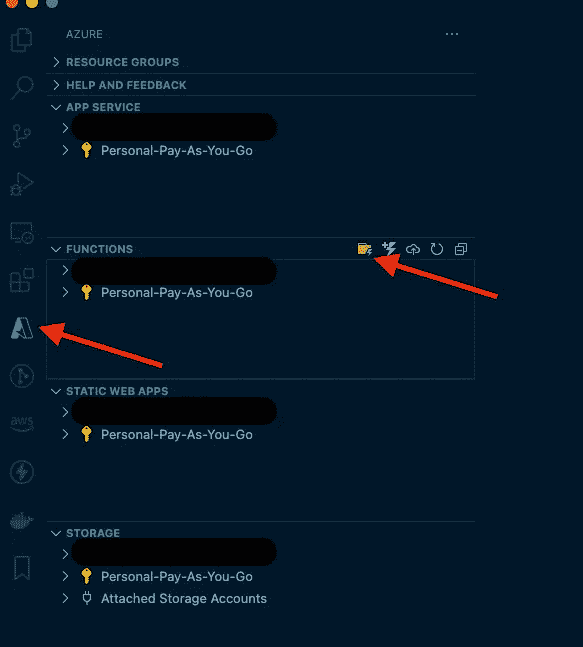 AZURE
RESOURCE GROUPS
HELP AND FEEDBACK
APP SERVICE
Personal-Pay-As-You-Go
FUNCTIONS
Personal-Pay-As-You-Go
aws
STATIC WEB APPS
Personal-Pay-As-You-Go
STORAGE
Personal-Pay-As-You-Go
Attached Storage Accounts